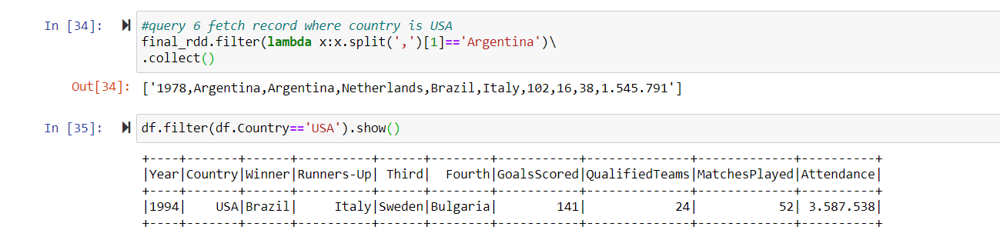 In [34]: #query 6 fetch record where country is USA
final_rdd.filter(lambda x:x.split(',')[1]=='Argentina')\
.collect()
Out[34]: ['1978,Argentina,Argentina,Netherlands,Brazil,Italy,102,16,38,1.545.791']
In [35]: df.filter(df.Country=='USA').show()
+----+-------+------+----------+------+--------+-----------+--------------+-------------+----------+
|Year|Country|Winner|Runners-Up| Third|  Fourth|GoalsScored|QualifiedTeams|MatchesPlayed|Attendance|
+----+-------+------+----------+------+--------+-----------+--------------+-------------+----------+
|1994|    USA|Brazil|     Italy|Sweden|Bulgaria|        141|            24|           52| 3.587.538|
+----+-------+------+----------+------+--------+-----------+--------------+-------------+----------+